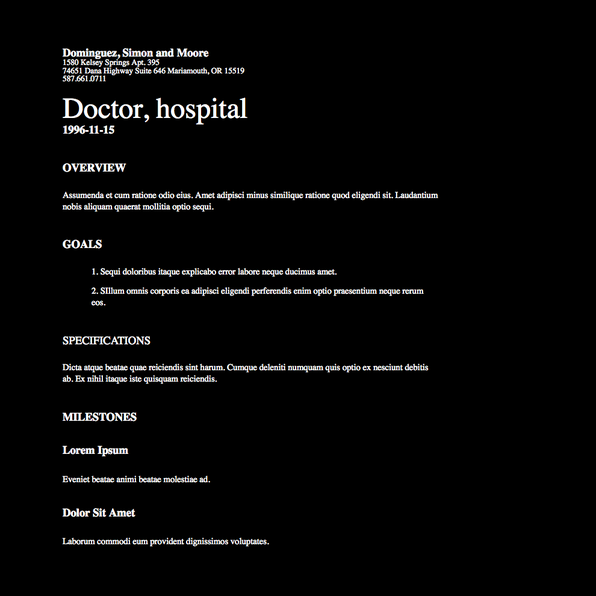 Dominguez, Simon and Moore
1580 Kelsey Springs Apt. 395
74651 Dana Highway Suite 646 Mariamouth, OR 15519
587.661.0711
Doctor, hospital
1996-11-15
OVERVIEW
Assumenda et cum ratione odio eius. Amet adipisci minus similique ratione quod eligendi sit. Laudantium
nobis aliquam quaerat mollitia optio sequi.
GOALS
1. Sequi doloribus itaque explicabo error labore neque ducimus amet.
2. SIllum omnis corporis ea adipisci eligendi perferendis enim optio praesentium neque rerum
eos.
SPECIFICATIONS
Dicta atque beatae quae reiciendis sint harum. Cumque deleniti numquam quis optio ex nesciunt debitis
ab. Ex nihil itaque iste quisquam reiciendis.
MILESTONES
Lorem Ipsum
Eveniet beatae animi beatae molestiae ad.
Dolor Sit Amet
Laborum commodi eum provident dignissimos voluptates.